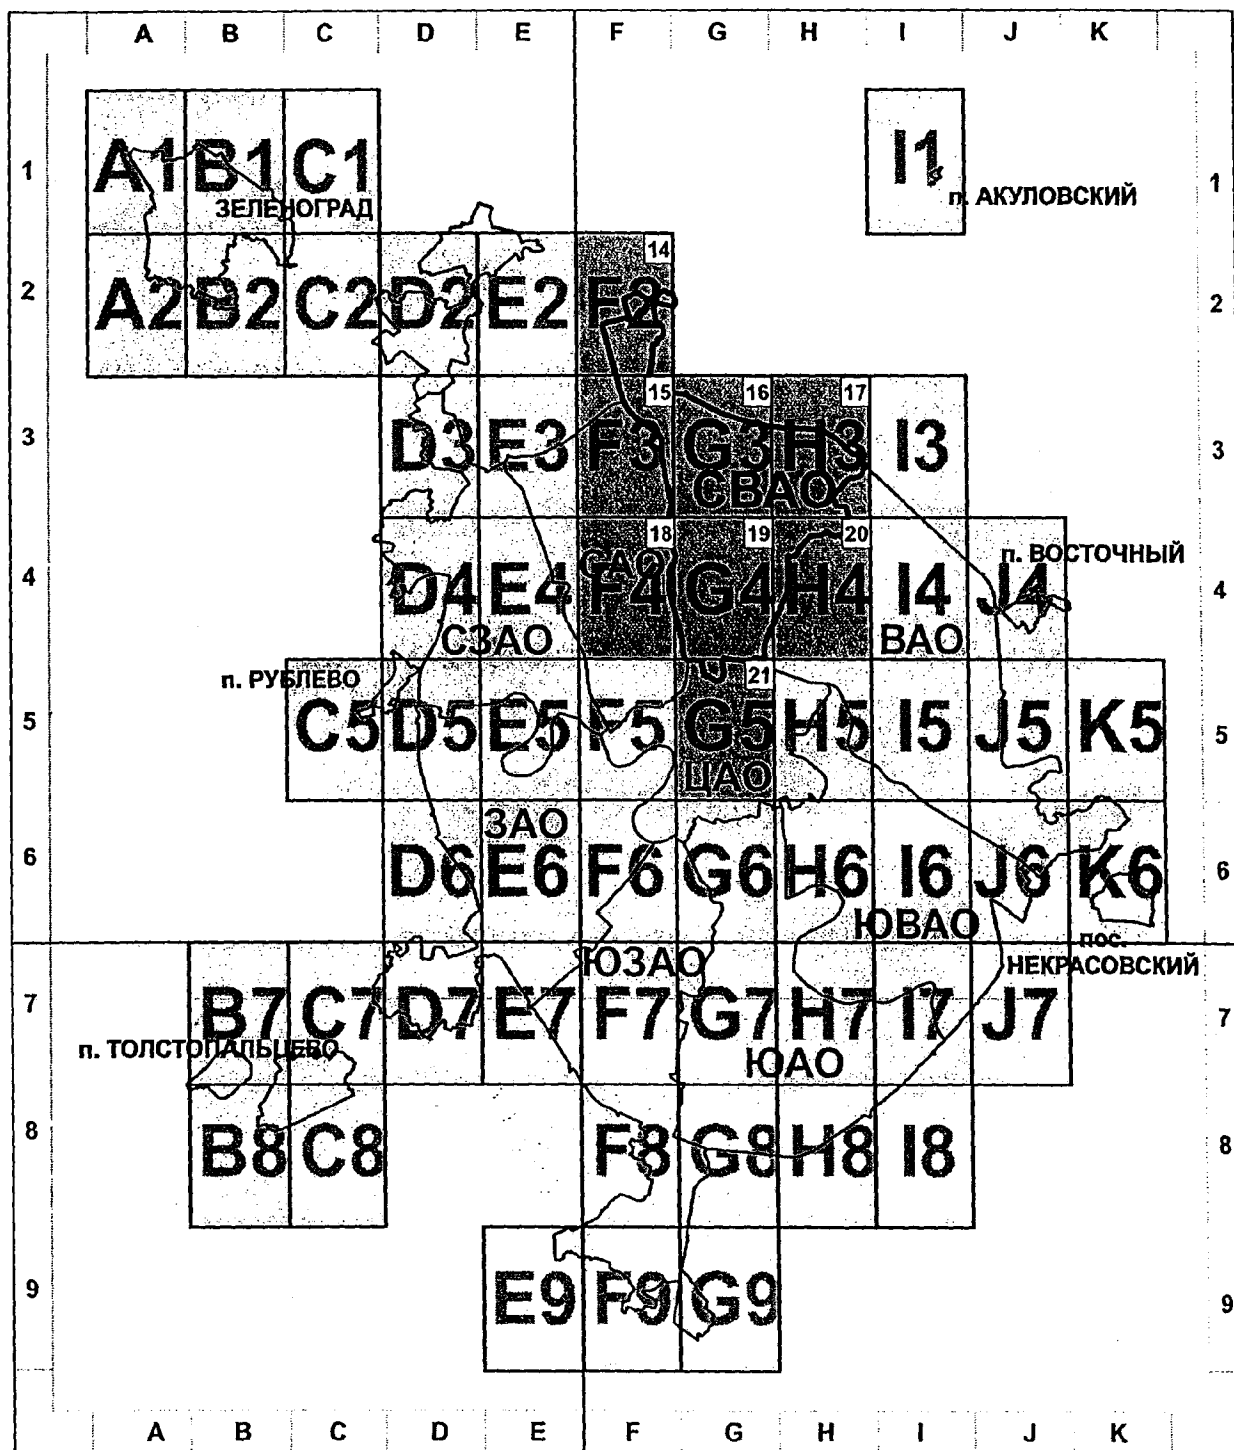 A B C D E F G H I J K
1 A1 B1 C1 I1 1
ЗЕЛЕНОГРАД п. АКУЛОВСКИЙ
14
2 A2 B2 C2 D2 E2 F2 2
15 16 17
3 D3 E3 F3 G3 H3 I3 3
СВАО
18 19 20
САО п. ВОСТОЧНЫЙ
4 D4 E4 F4 G4 H4 I4 J4 4
СЗАО ВАО
п. РУБЛЕВО 21
5 C5 D5 E5 F5 G5 H5 I5 J5 K5 5
ЦАО
ЗАО
6 D6 E6 F6 G6 H6 I6 J6 K6 6
ЮВАО
пос.
ЮЗАО НЕКРАСОВСКИЙ
7 B7 C7 D7 E7 F7 G7 H7 I7 J7 7
п. ТОЛСТОПАЛЬЦЕВО ЮАО
8 B8 C8 F8 G8 H8 I8 8
9 E9 F9 G9 9
A B C D E F G H I J K